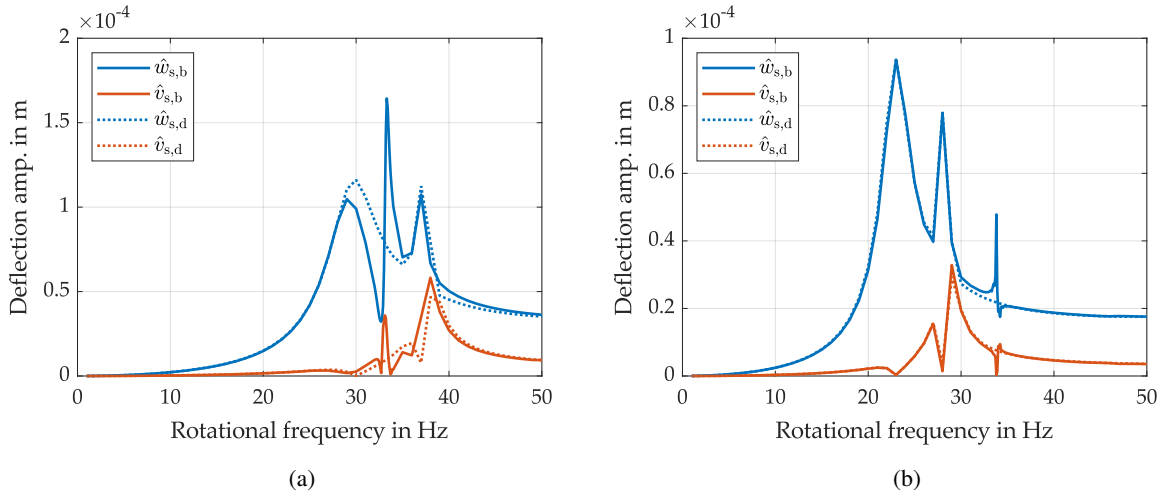 ×10⁻⁴
2
1.5
1
0.5
0
ŵs,b
v̂s,b
ŵs,d
v̂s,d
Deflection amp. in m
0 10 20 30 40 50
Rotational frequency in Hz
(a)
×10⁻⁴
1
0.8
0.6
0.4
0.2
0
ŵs,b
v̂s,b
ŵs,d
v̂s,d
Deflection amp. in m
0 10 20 30 40 50
Rotational frequency in Hz
(b)